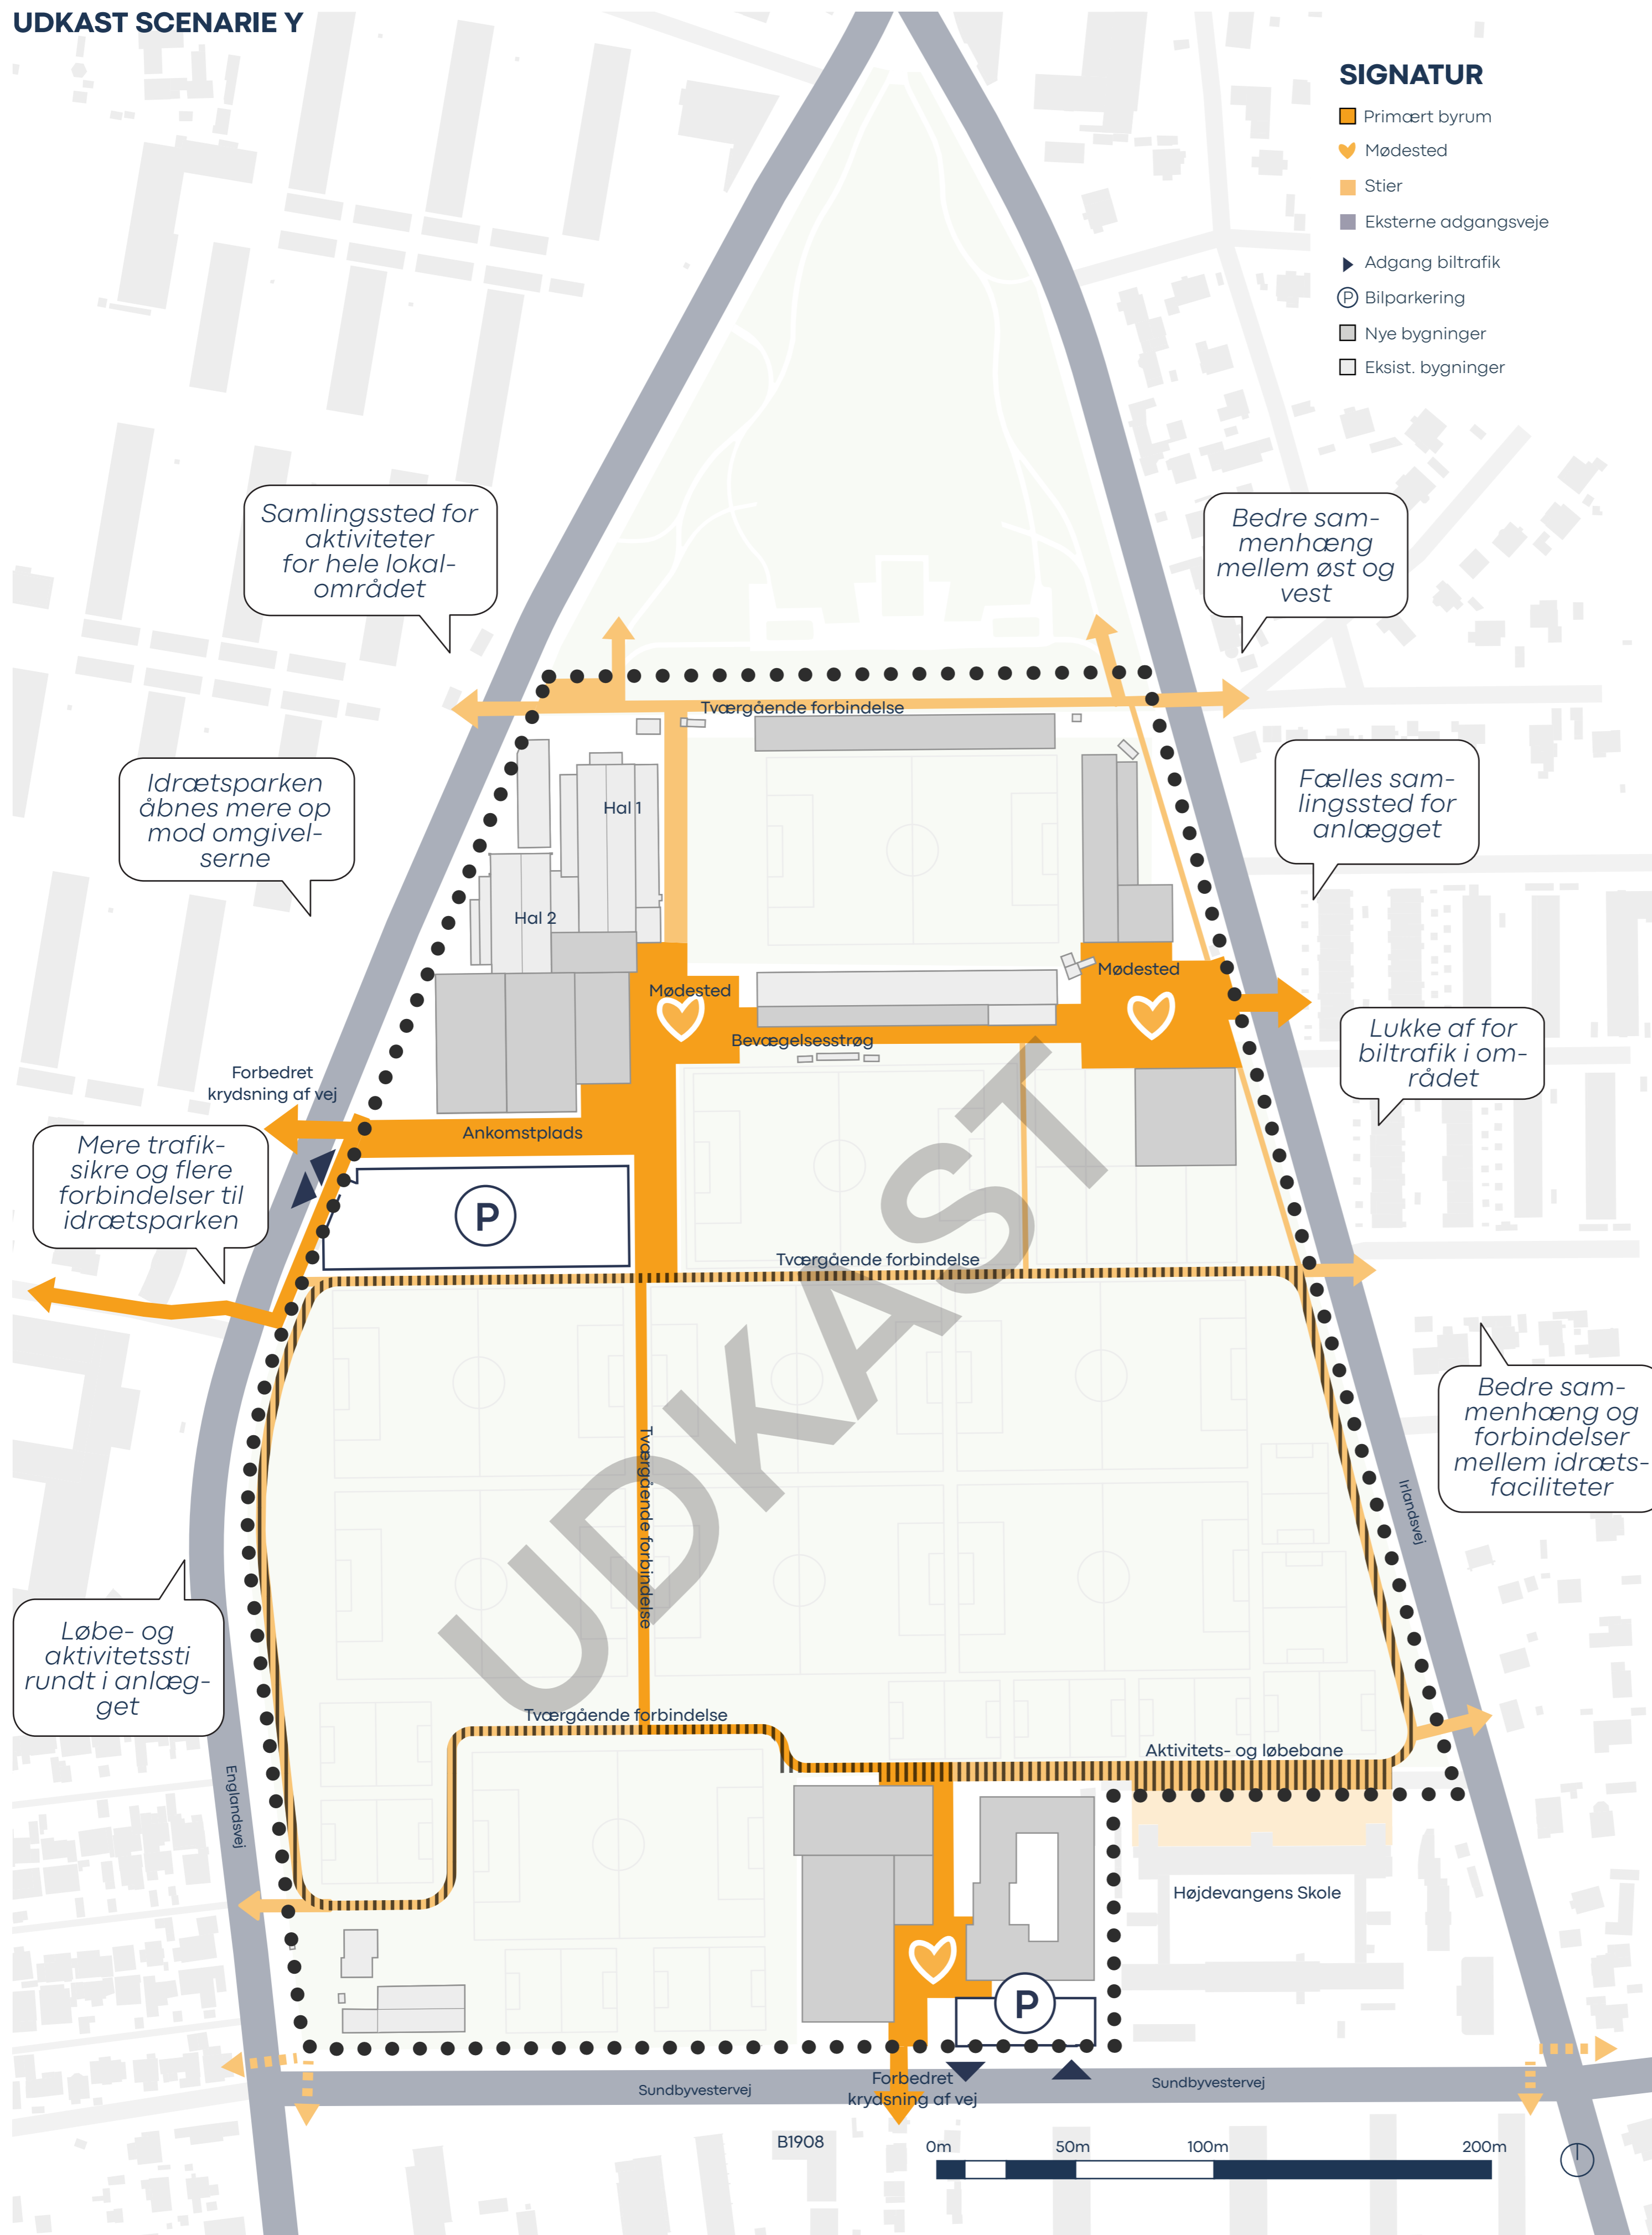 UDKAST SCENARIE Y
SIGNATUR
Primært byrum
Mødested
Stier
Eksterne adgangsveje
Adgang biltrafik
P
Bilparkering
Nye bygninger
Eksist. bygninger
Samlingssted for
aktiviteter
for hele lokal-
området
Bedre sam-
menhæng
mellem øst og
vest
Tværgående forbindelse
Idrætsparken
åbnes mere op
mod omgivel-
serne
Hal 1
Fælles sam-
lingssted for
anlægget
Hal 2
Mødested
Mødested
Bevægelsesstrøg
Lukke af for
biltrafik i om-
rådet
Forbedret
krydsning af vej
Ankomstplads
Mere trafik-
sikre og flere
forbindelser til
idrætsparken
P
Tværgående forbindelse
UDKAST
Bedre sam-
menhæng og
forbindelser
mellem idræts-
faciliteter
Tværgående forbindelse
Irlandsvej
Løbe- og
aktivitetssti
rundt i anlæg-
get
Tværgående forbindelse
Aktivitets- og løbebane
Englandsvej
Højdevangens Skole
P
Forbedret
krydsning af vej
Sundbyvestervej
Sundbyvestervej
B1908
0m
50m
100m
200m